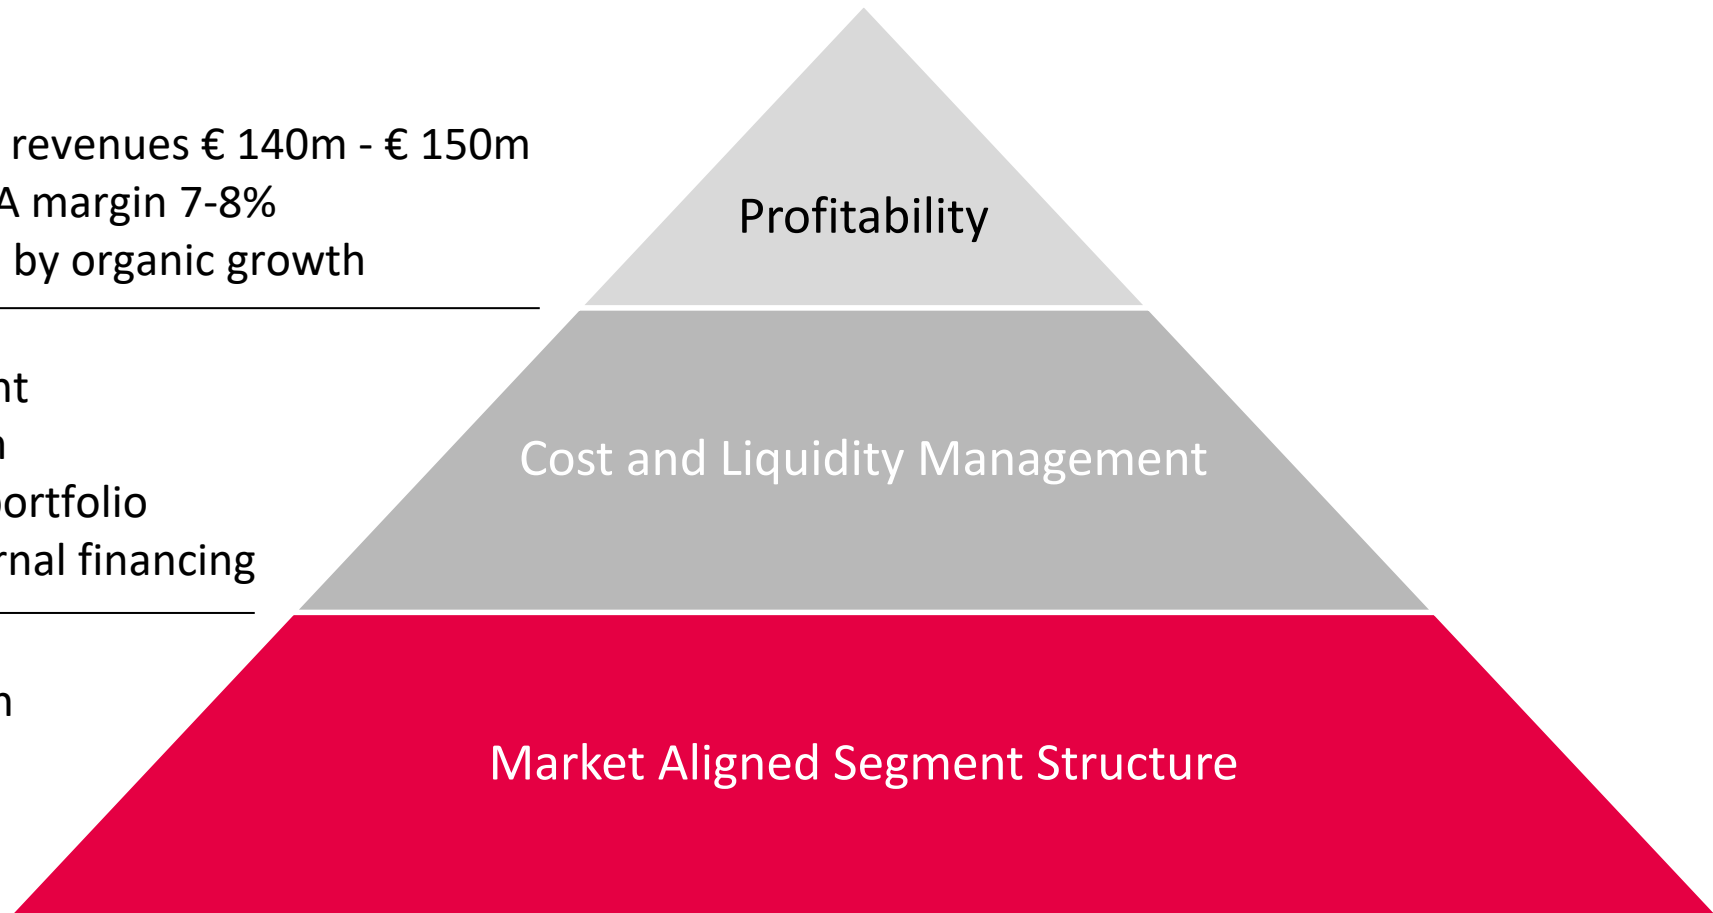 revenues € 140m - € 150m
A margin 7-8%
by organic growth
Profitability
nt
n
portfolio
rnal financing
Cost and Liquidity Management
n
Market Aligned Segment Structure